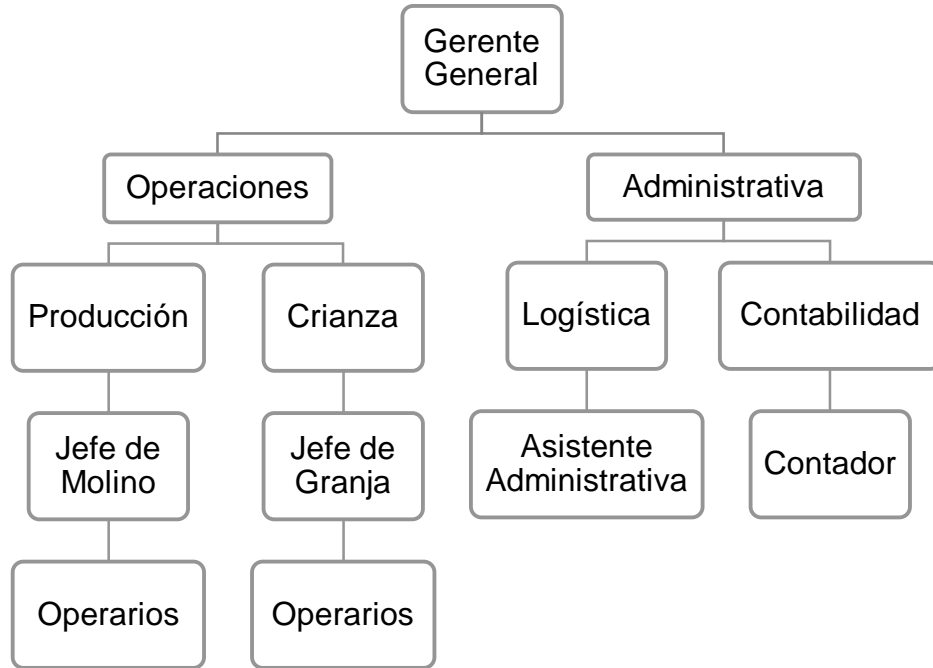 Gerente
General
Operaciones
Administrativa
Producción
Crianza
Logística
Contabilidad
Jefe de
Molino
Jefe de
Granja
Asistente
Administrativa
Contador
Operarios
Operarios